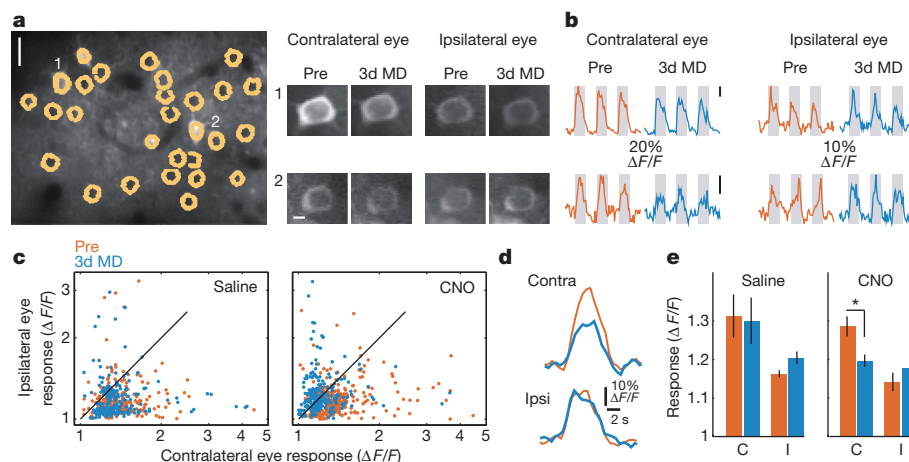 a
1
2
Contralateral eye
Ipsilateral eye
Pre
3d MD
Pre
3d MD
1
2
b
Contralateral eye
Ipsilateral eye
Pre
3d MD
Pre
3d MD
20%
ΔF/F
10%
ΔF/F
c
Pre
3d MD
Saline
CNO
Ipsilateral eye
response (ΔF/F)
3
2
1
1
2
3
4
5
1
2
3
4
5
Contralateral eye response (ΔF/F)
d
Contra
Ipsi
10%
ΔF/F
2 s
e
Saline
CNO
*
Response (ΔF/F)
1.3
1.2
1.1
1
C
I
C
I